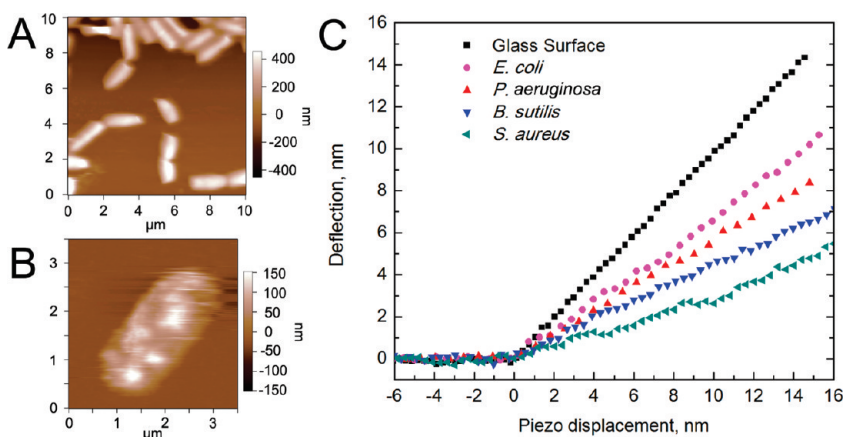 A
10
8
6
4
2
0
0 2 4 6 8 10
µm
400
200
0
-200
-400
nm
B
3
2
1
0
0 1 2 3
µm
150
100
50
0
-50
-100
-150
nm
C
16
14
12
10
8
6
4
2
0
Deflection, nm
Glass Surface
E. coli
P. aeruginosa
B. sutilis
S. aureus
-6 -4 -2 0 2 4 6 8 10 12 14 16
Piezo displacement, nm